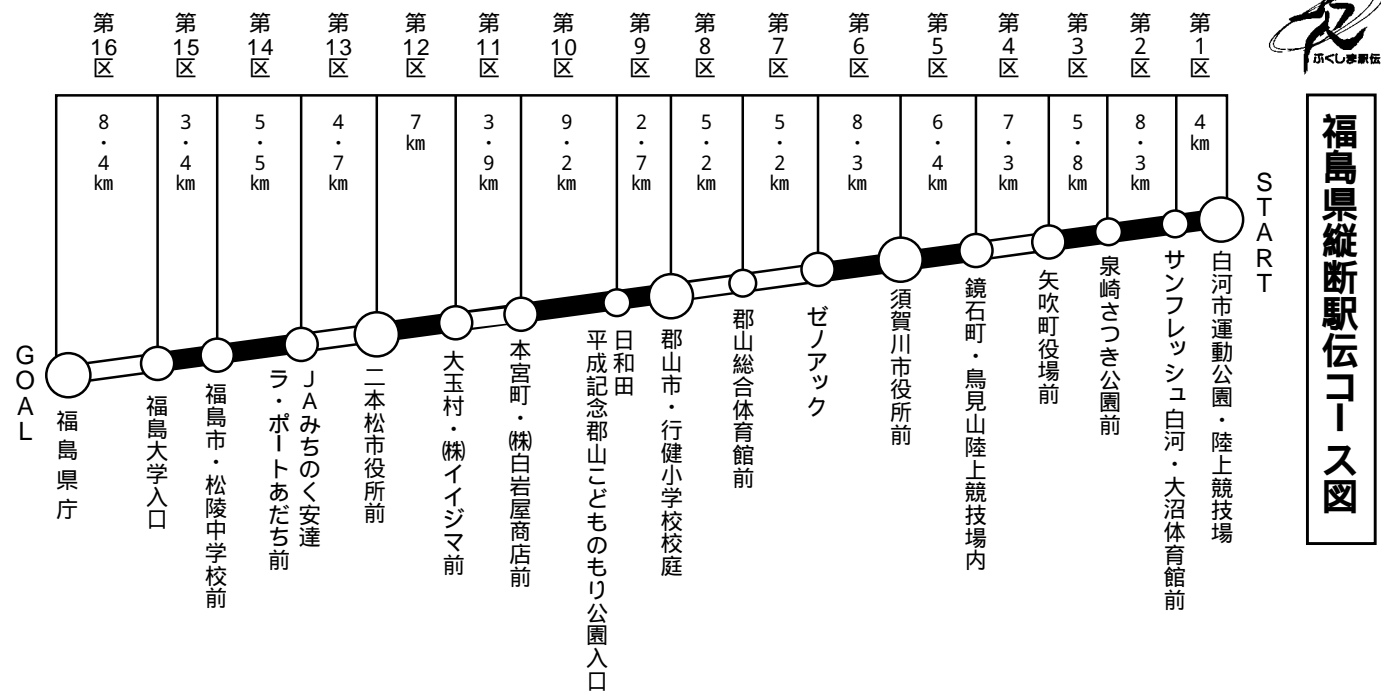 ふくしま駅伝
福島県縦断駅伝コース図
START
第1区
第2区
第3区
第4区
第5区
第6区
第7区
第8区
第9区
第10区
第11区
第12区
第13区
第14区
第15区
第16区
4km
8・3km
5・8km
7・3km
6・4km
8・3km
5・2km
5・2km
2・7km
9・2km
3・9km
7km
4・7km
5・5km
3・4km
8・4km
白河市運動公園・陸上競技場
サンフレッシュ白河・大沼体育館前
泉崎さつき公園前
矢吹町役場前
鏡石町・鳥見山陸上競技場内
須賀川市役所前
ゼノアック
郡山総合体育館前
郡山市・行健小学校校庭
日和田
平成記念郡山こどものもり公園入口
本宮町・㈱白岩屋商店前
大玉村・㈱イイジマ前
二本松市役所前
JAみちのく安達
ラ・ポートあだち前
福島市・松陵中学校前
福島大学入口
福島県庁
GOAL